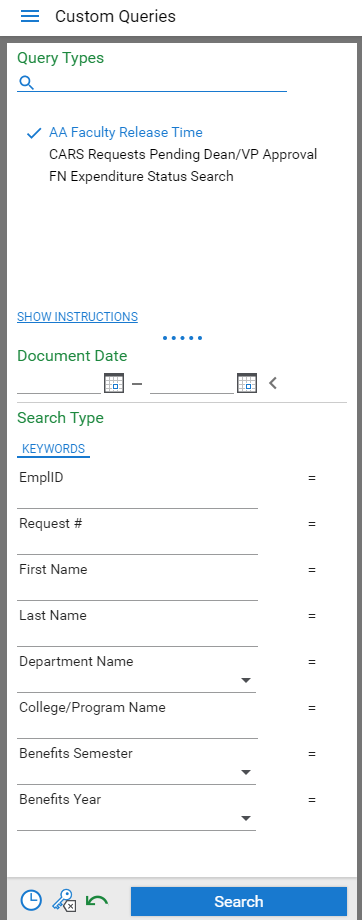 Custom Queries
Query Types
AA Faculty Release Time
CARS Requests Pending Dean/VP Approval
FN Expenditure Status Search
SHOW INSTRUCTIONS
Document Date
–
Search Type
KEYWORDS
EmplID =
Request # =
First Name =
Last Name =
Department Name =
College/Program Name =
Benefits Semester =
Benefits Year =
Search